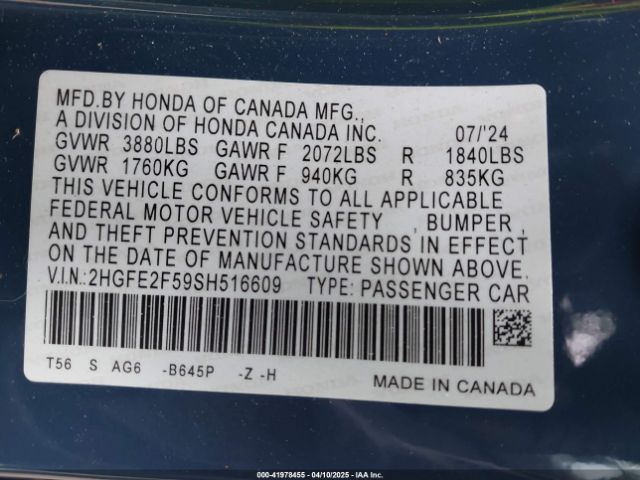 MFD.BY HONDA OF CANADA MFG.,
A DIVISION OF HONDA CANADA INC. 07/'24
GVWR 3880LBS GAWR F 2072LBS R 1840LBS
GVWR 1760KG GAWR F 940KG R 835KG
THIS VEHICLE CONFORMS TO ALL APPLICABLE
FEDERAL MOTOR VEHICLE SAFETY , BUMPER ,
AND THEFT PREVENTION STANDARDS IN EFFECT
ON THE DATE OF MANUFACTURE SHOWN ABOVE.
V.I.N.:2HGFE2F59SH516609 TYPE: PASSENGER CAR
T56 S AG6 -B645P -Z -H
MADE IN CANADA
000-41978455 | 04/10/2025 | IAA Inc.